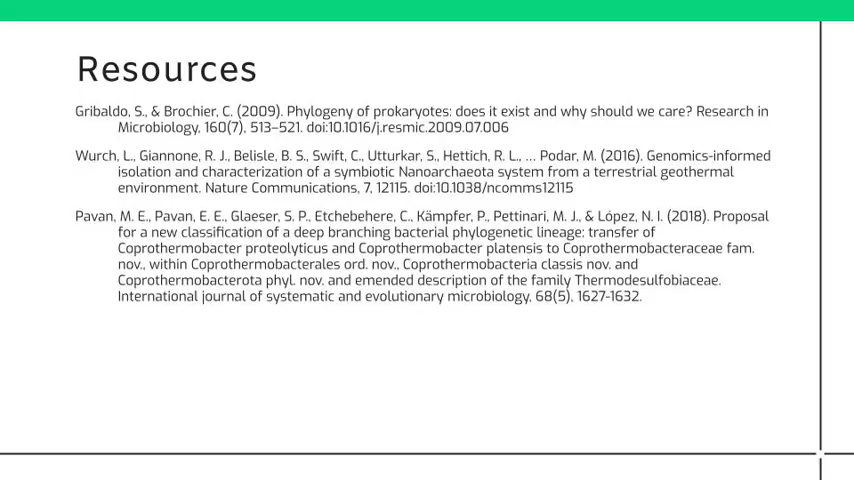 Resources
Gribaldo, S., & Brochier, C. (2009). Phylogeny of prokaryotes: does it exist and why should we care? Research in
Microbiology, 160(7), 513–521. doi:10.1016/j.resmic.2009.07.006
Wurch, L., Giannone, R. J., Belisle, B. S., Swift, C., Utturkar, S., Hettich, R. L., … Podar, M. (2016). Genomics-informed
isolation and characterization of a symbiotic Nanoarchaeota system from a terrestrial geothermal
environment. Nature Communications, 7, 12115. doi:10.1038/ncomms12115
Pavan, M. E., Pavan, E. E., Glaeser, S. P., Etchebehere, C., Kämpfer, P., Pettinari, M. J., & López, N. I. (2018). Proposal
for a new classification of a deep branching bacterial phylogenetic lineage: transfer of
Coprothermobacter proteolyticus and Coprothermobacter platensis to Coprothermobacteraceae fam.
nov., within Coprothermobacterales ord. nov., Coprothermobacteria classis nov. and
Coprothermobacterota phyl. nov. and emended description of the family Thermodesulfobiaceae.
International journal of systematic and evolutionary microbiology, 68(5), 1627-1632.